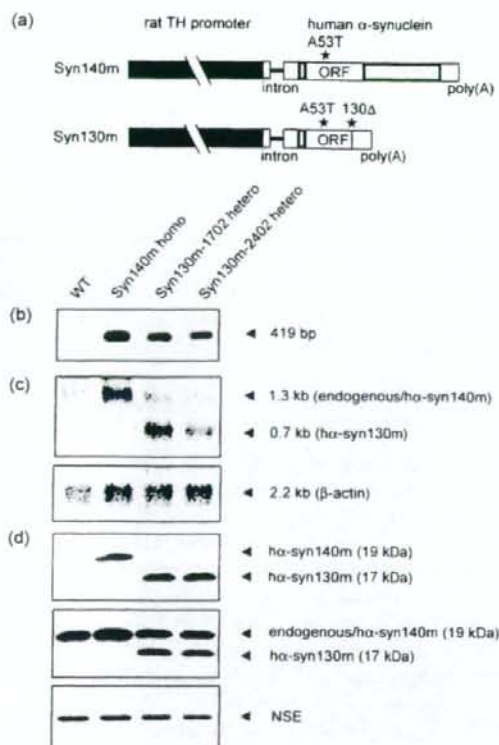 (a)
rat TH promoter
human α-synuclein
A53T
Syn140m
ORF
intron
poly(A)
A53T 130Δ
Syn130m
ORF
intron
poly(A)
WT
Syn140m homo
Syn130m-1702 hetero
Syn130m-2402 hetero
(b)
419 bp
(c)
1.3 kb (endogenous/hα-syn140m)
0.7 kb (hα-syn130m)
2.2 kb (β-actin)
(d)
hα-syn140m (19 kDa)
hα-syn130m (17 kDa)
endogenous/hα-syn140m (19 kDa)
hα-syn130m (17 kDa)
NSE